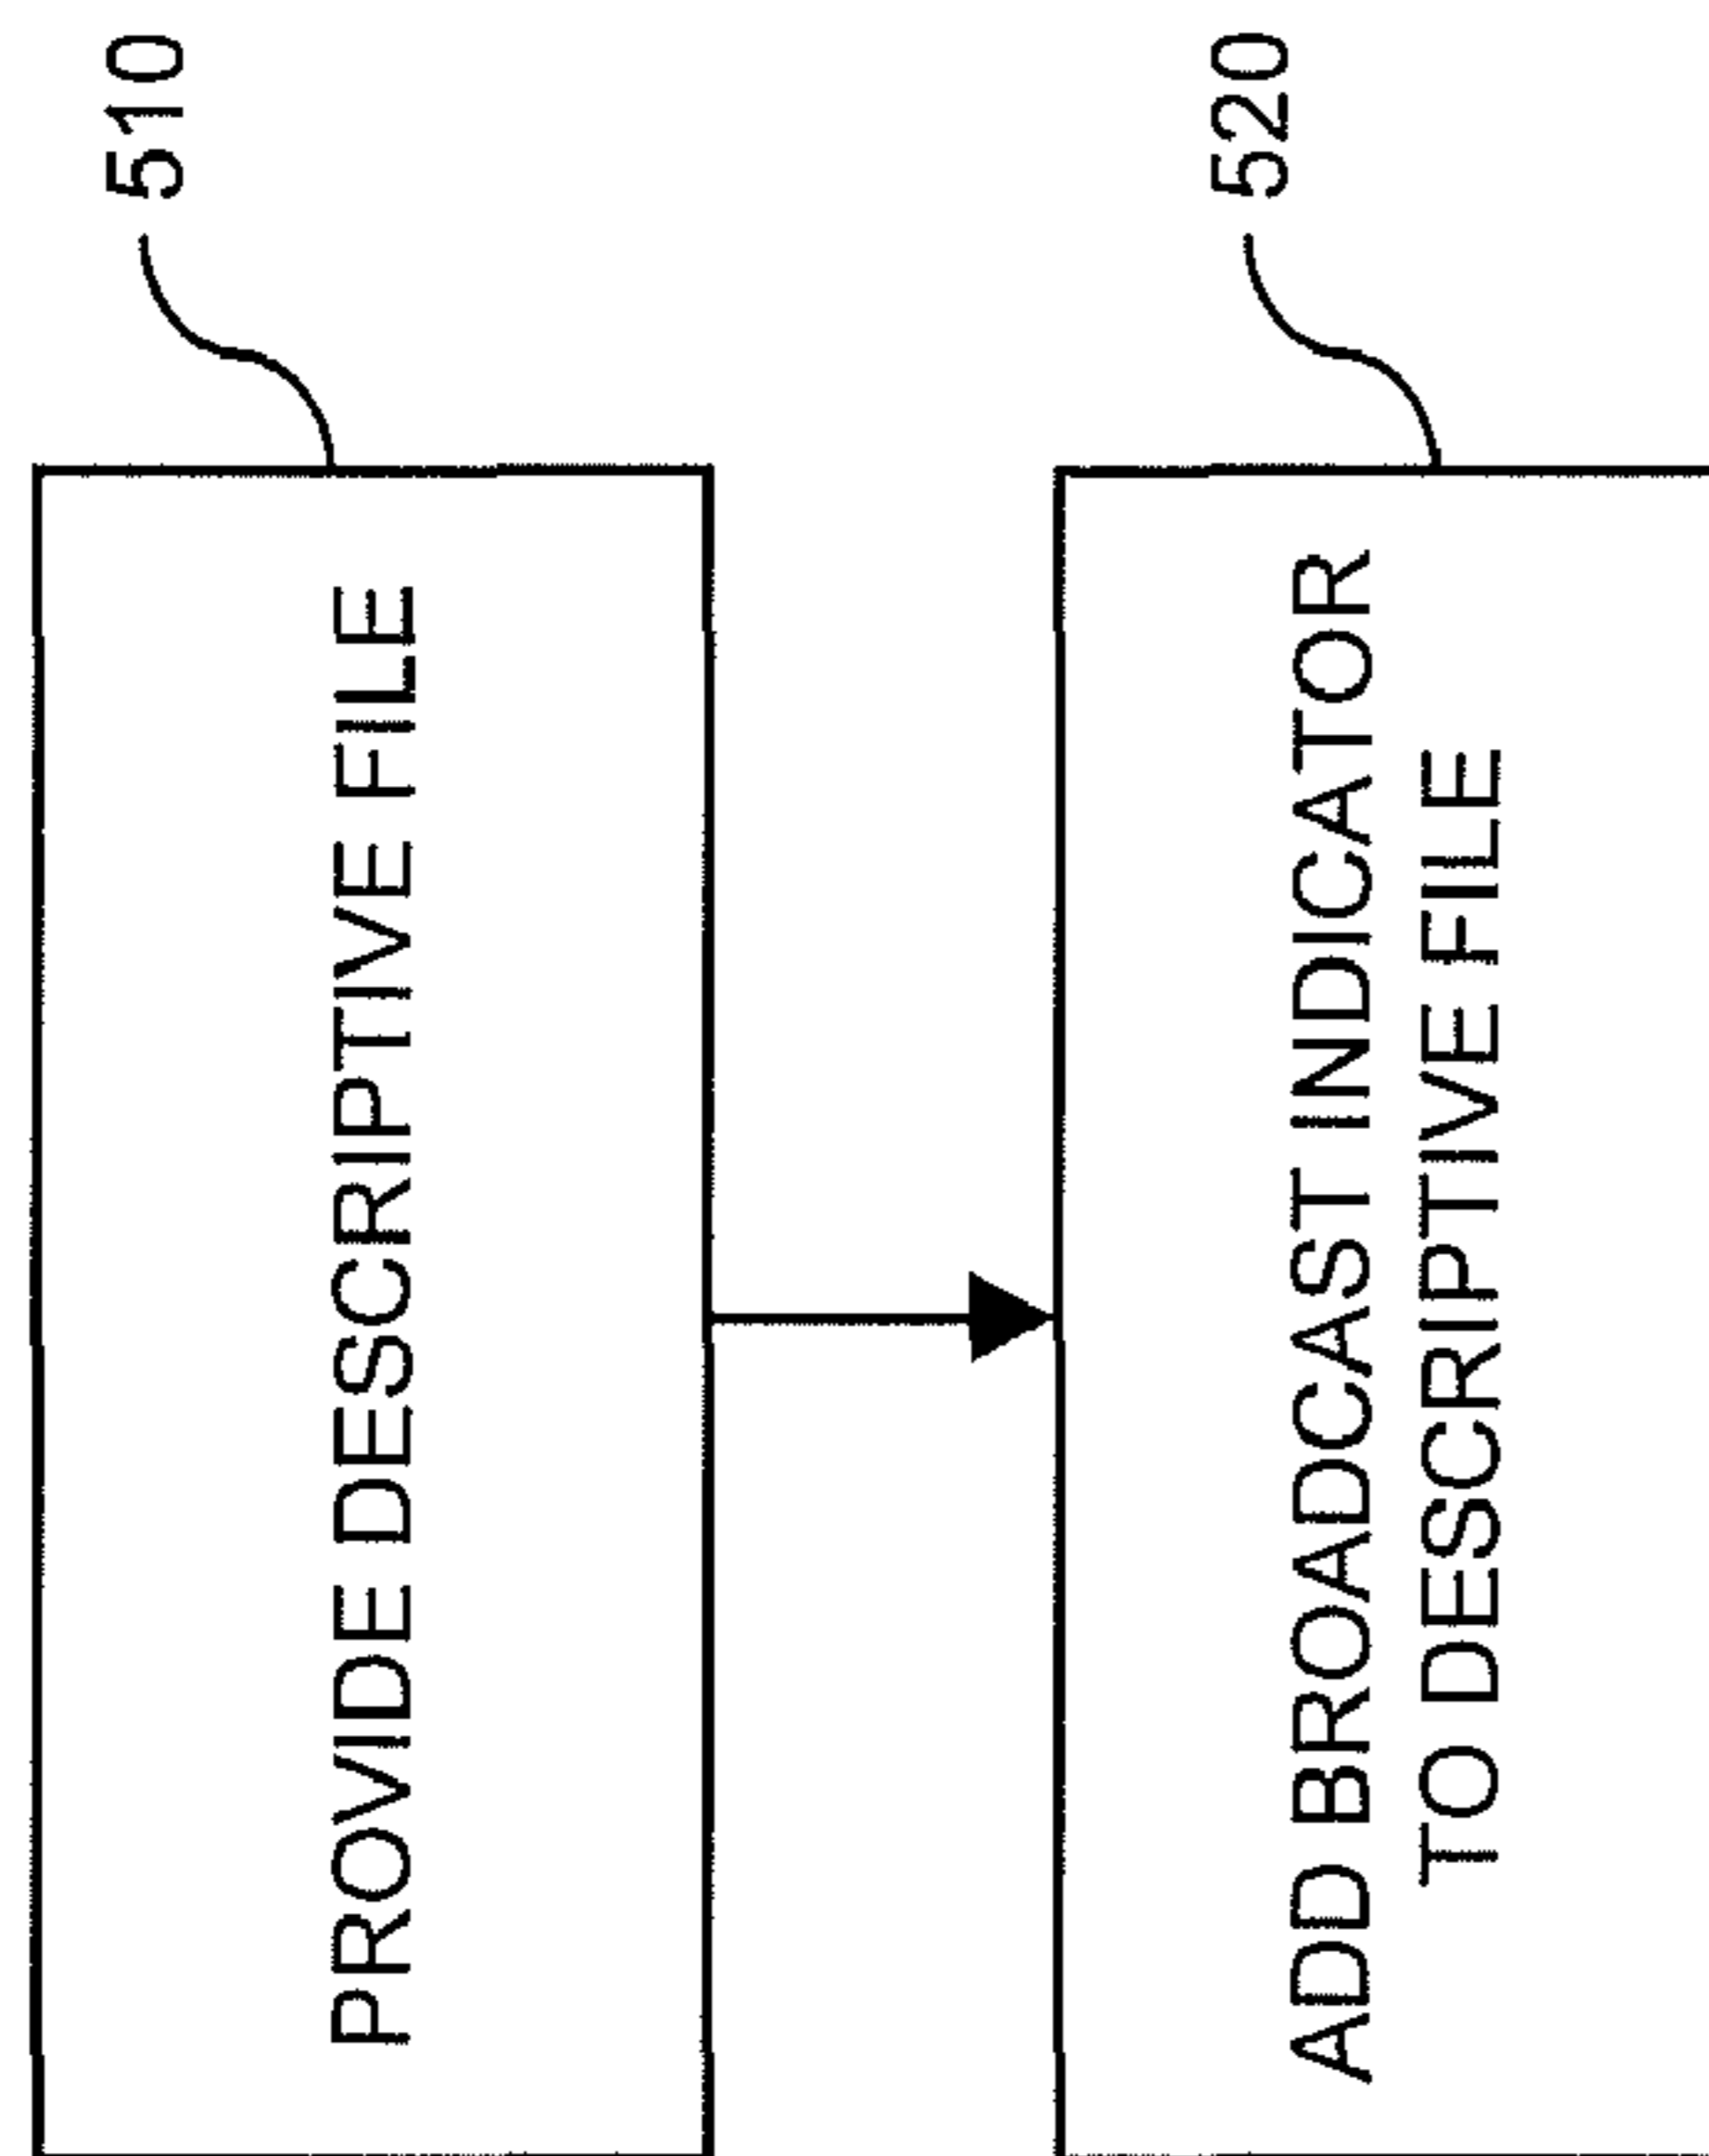 PROVIDE DESCRIPTIVE FILE
510
ADD BROADCAST INDICATOR
TO DESCRIPTIVE FILE
520